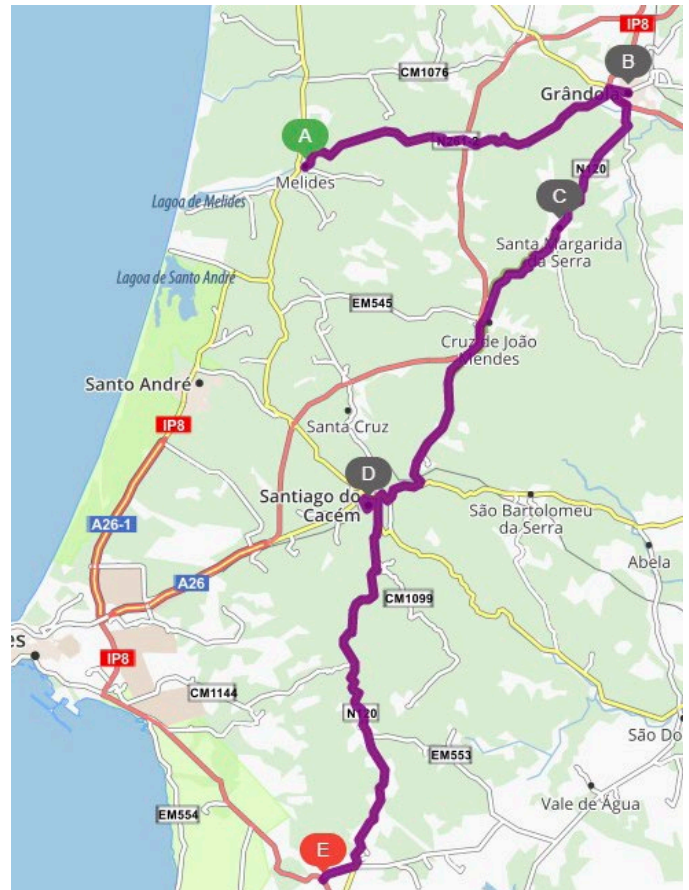 IP8
CM1076
B
Grândola
A
N261-2
Melides
N120
Lagoa de Melides
C
Santa Margarida
da Serra
Lagoa de Santo André
EM545
Cruz de João
Mendes
Santo André
IP8
Santa Cruz
D
Santiago do
Cacém
São Bartolomeu
da Serra
A26-1
Abela
A26
CM1099
es
IP8
CM1144
N120
São Do
EM553
Vale de Água
EM554
E